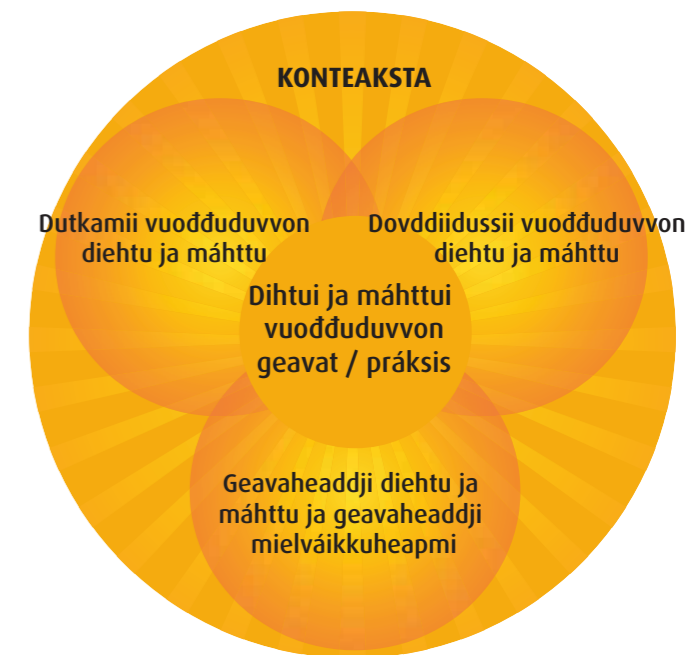 KONTEAKSTA
Dutkamii vuođđuduvvon
diehtu ja máhttu
Dovddiidussii vuođđuduvvon
diehtu ja máhttu
Dihtui ja máhttui
vuođđuduvvon
geavat / práksis
Geavaheaddji diehtu ja
máhttu ja geavaheaddji
mielváikkuheapmi